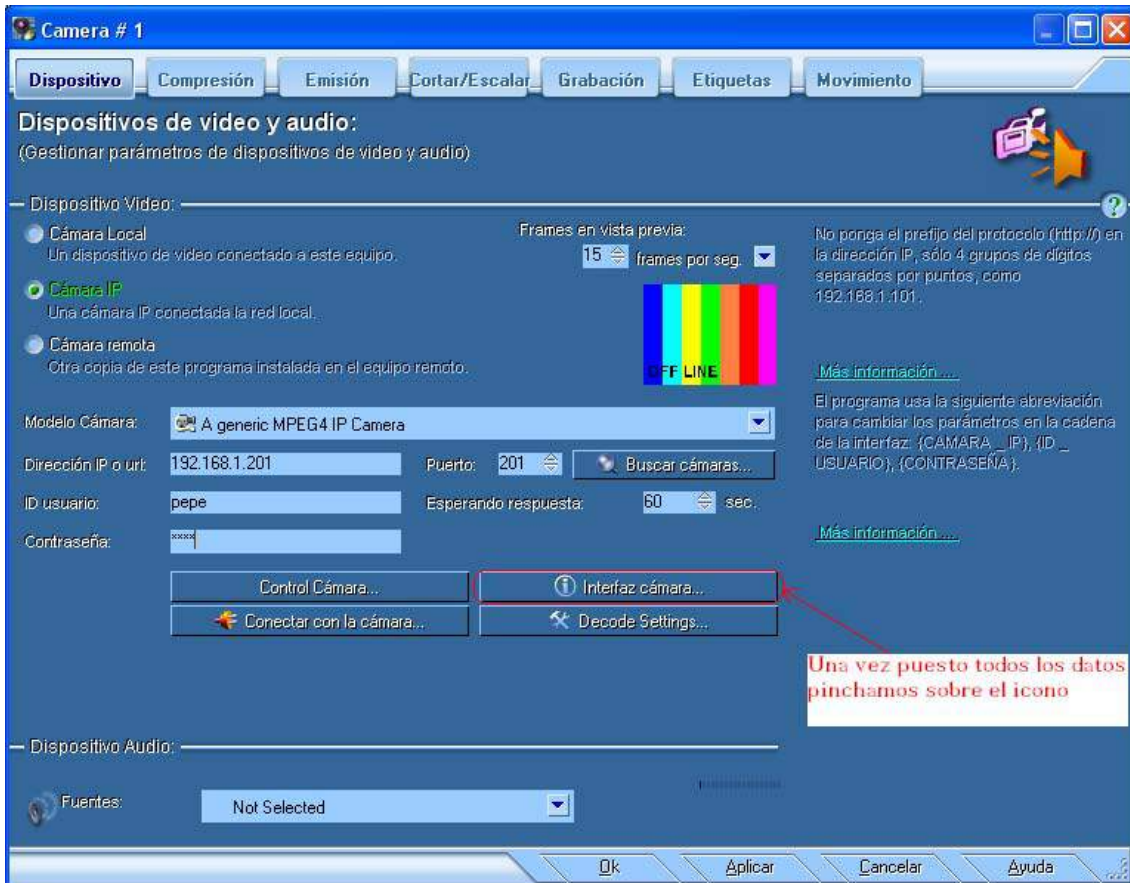 Camera # 1
Dispositivo
Compresión
Emisión
Cortar/Escalar
Grabación
Etiquetas
Movimiento
Dispositivos de video y audio:
(Gestionar parámetros de dispositivos de video y audio)
Dispositivo Video:
Cámara Local
Un dispositivo de video conectado a este equipo.
Cámara IP
Una cámara IP conectada la red local.
Cámara remota
Otra copia de este programa instalada en el equipo remoto.
Frames en vista previa:
15 frames por seg.
OFF LINE
?
No ponga el prefijo del protocolo (http://) en
la dirección IP, sólo 4 grupos de dígitos
separados por puntos, como
192.168.1.101.
Más información ...
El programa usa la siguiente abreviación
para cambiar los parámetros en la cadena
de la interfaz: {CAMARA _ IP}, {ID _
USUARIO}, {CONTRASEÑA}.
Más información ...
Modelo Cámara: A generic MPEG4 IP Camera
Dirección IP o url: 192.168.1.201 Puerto: 201 Buscar cámaras...
ID usuario: pepe Esperando respuesta: 60 sec.
Contraseña: ****
Control Cámara... Interfaz cámara...
Conectar con la cámara... Decode Settings...
Una vez puesto todos los datos
pinchamos sobre el icono
Dispositivo Audio:
Fuentes: Not Selected
Ok Aplicar Cancelar Ayuda